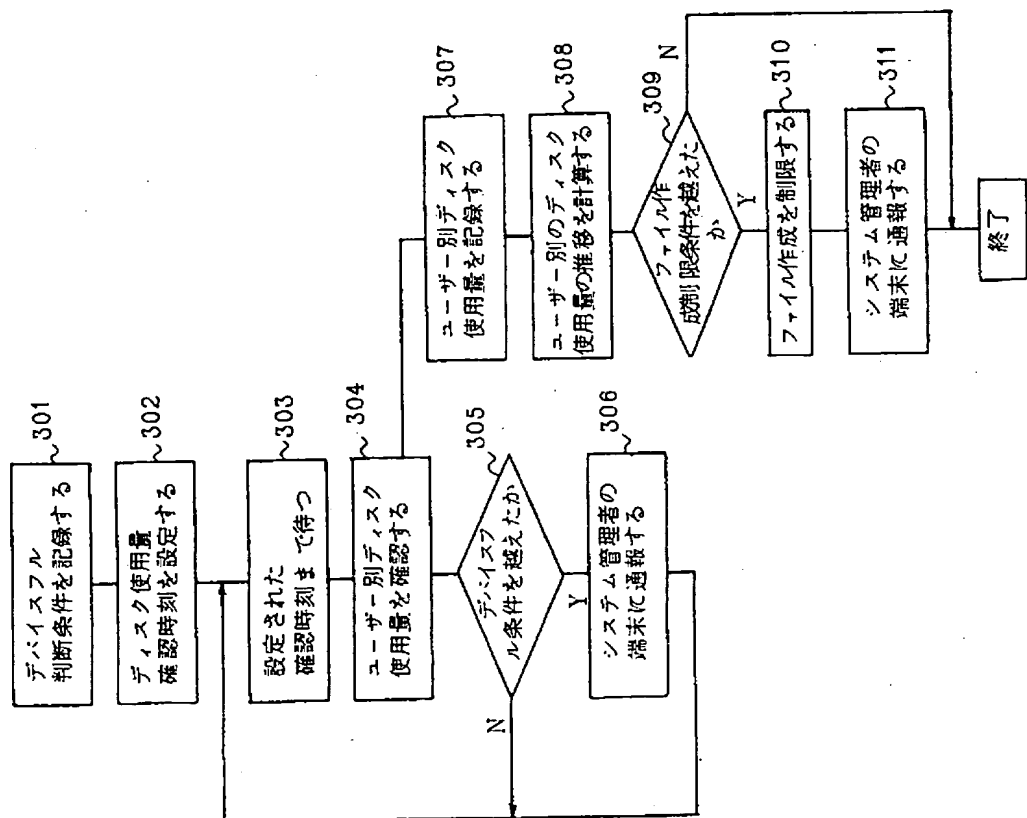 301
デバイスフル
判断条件を記録する
302
ディスク使用量
確認時刻を設定する
303
設定された
確認時刻まで待つ
304
ユーザー別ディスク
使用量を確認する
305
デバイスフ
ル条件を越えたか
N
Y
306
システム管理者の
端末に通報する
307
ユーザー別ディスク
使用量を記録する
308
ユーザー別のディスク
使用量の推移を計算する
309
ファイル作
成制限条件を越えた
か
N
Y
310
ファイル作成を制限する
311
システム管理者の
端末に通報する
終了